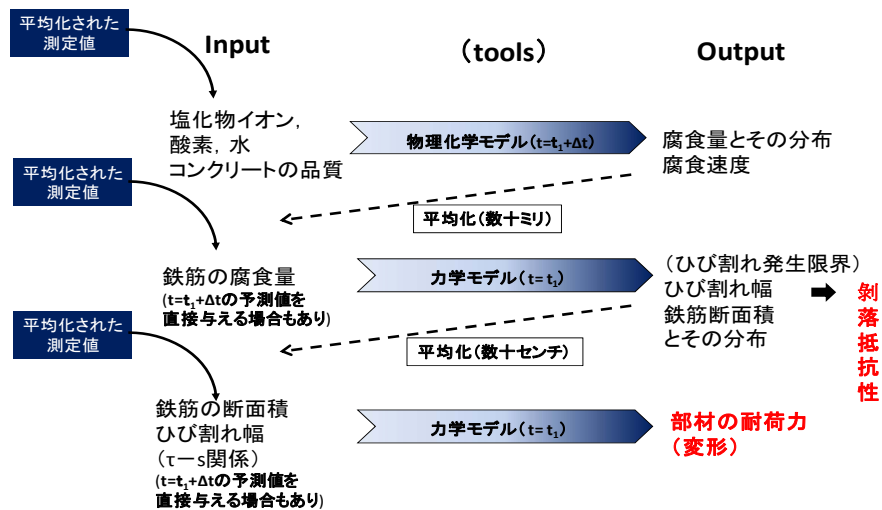 平均化された
測定値
Input
（tools）
Output
塩化物イオン，
酸素，水
コンクリートの品質
物理化学モデル（t=t₁+Δt）
腐食量とその分布
腐食速度
平均化された
測定値
平均化（数十ミリ）
鉄筋の腐食量
（t=t₁+Δtの予測値を
直接与える場合もあり）
力学モデル（t= t₁）
（ひび割れ発生限界）
ひび割れ幅
鉄筋断面積
とその分布
➡
剝落抵抗性
平均化された
測定値
平均化（数十センチ）
鉄筋の断面積
ひび割れ幅
（τーs関係）
（t=t₁+Δtの予測値を
直接与える場合もあり）
力学モデル（t= t₁）
部材の耐荷力
（変形）